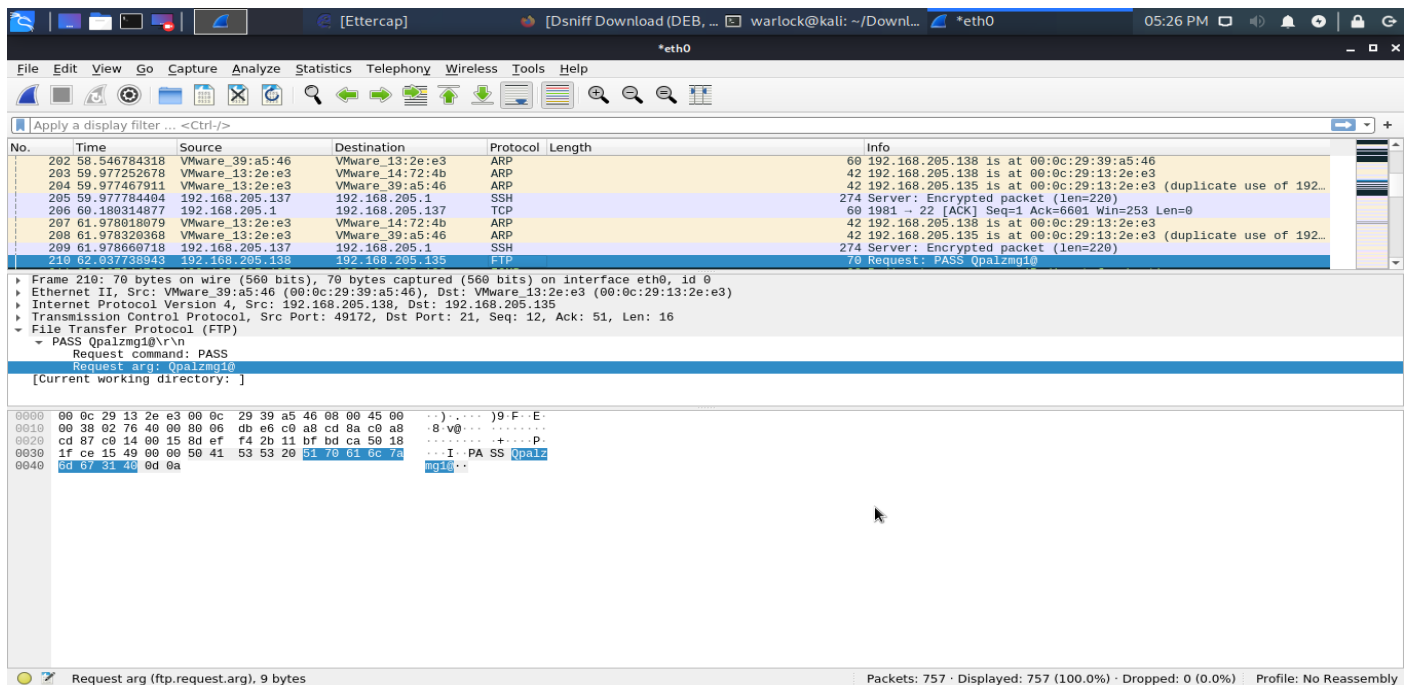 [Ettercap] [Dsniff Download (DEB, ... warlock@kali: ~/Downl... *eth0 05:26 PM
*eth0
File Edit View Go Capture Analyze Statistics Telephony Wireless Tools Help
Apply a display filter ... <Ctrl-/>
No. Time Source Destination Protocol Length Info
202 58.546784318 VMware_39:a5:46 VMware_13:2e:e3 ARP 60 192.168.205.138 is at 00:0c:29:39:a5:46
203 59.977252678 VMware_13:2e:e3 VMware_14:72:4b ARP 42 192.168.205.138 is at 00:0c:29:13:2e:e3
204 59.977467911 VMware_13:2e:e3 VMware_39:a5:46 ARP 42 192.168.205.135 is at 00:0c:29:13:2e:e3 (duplicate use of 192…
205 59.977784404 192.168.205.137 192.168.205.1 SSH 274 Server: Encrypted packet (len=220)
206 60.180314877 192.168.205.1 192.168.205.137 TCP 60 1981 → 22 [ACK] Seq=1 Ack=6601 Win=253 Len=0
207 61.978018079 VMware_13:2e:e3 VMware_14:72:4b ARP 42 192.168.205.138 is at 00:0c:29:13:2e:e3
208 61.978320368 VMware_13:2e:e3 VMware_39:a5:46 ARP 42 192.168.205.135 is at 00:0c:29:13:2e:e3 (duplicate use of 192…
209 61.978660718 192.168.205.137 192.168.205.1 SSH 274 Server: Encrypted packet (len=220)
210 62.037738943 192.168.205.138 192.168.205.135 FTP 70 Request: PASS Qpalzmg1@
Frame 210: 70 bytes on wire (560 bits), 70 bytes captured (560 bits) on interface eth0, id 0
Ethernet II, Src: VMware_39:a5:46 (00:0c:29:39:a5:46), Dst: VMware_13:2e:e3 (00:0c:29:13:2e:e3)
Internet Protocol Version 4, Src: 192.168.205.138, Dst: 192.168.205.135
Transmission Control Protocol, Src Port: 49172, Dst Port: 21, Seq: 12, Ack: 51, Len: 16
File Transfer Protocol (FTP)
PASS Qpalzmg1@\r\n
Request command: PASS
Request arg: Qpalzmg1@
[Current working directory: ]
0000 00 0c 29 13 2e e3 00 0c 29 39 a5 46 08 00 45 00 ··).···· )9·F··E·
0010 00 38 02 76 40 00 80 06 db e6 c0 a8 cd 8a c0 a8 ·8·v@··· ········
0020 cd 87 c0 14 00 15 8d ef f4 2b 11 bf bd ca 50 18 ········ ·+····P·
0030 1f ce 15 49 00 00 50 41 53 53 20 51 70 61 6c 7a ···I··PA SS Qpalz
0040 6d 67 31 40 0d 0a mg1@··
Request arg (ftp.request.arg), 9 bytes Packets: 757 · Displayed: 757 (100.0%) · Dropped: 0 (0.0%) Profile: No Reassembly